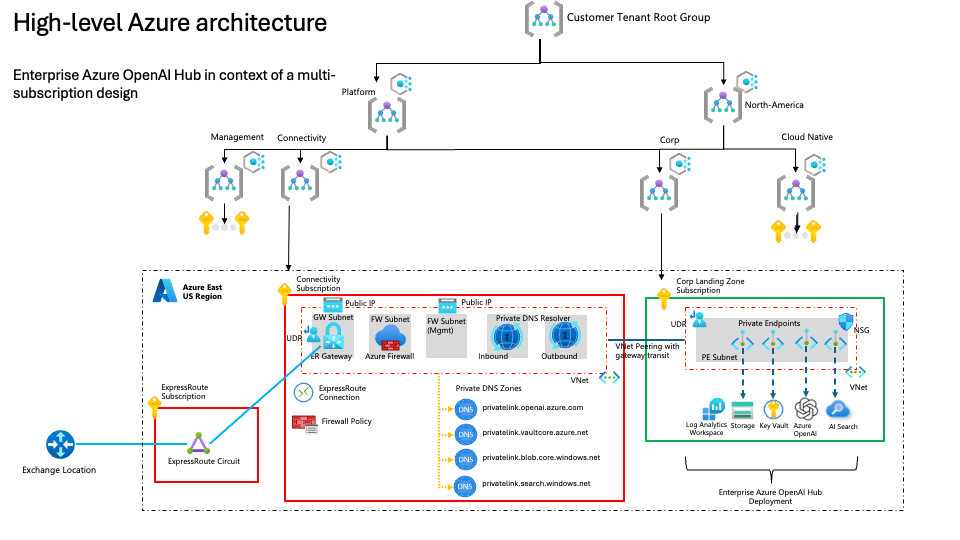 High-level Azure architecture
Customer Tenant Root Group
Enterprise Azure OpenAI Hub in context of a multi-
subscription design
Platform
North-America
Management
Connectivity
Corp
Cloud Native
Azure East
US Region
Connectivity
Subscription
Corp Landing Zone
Subscription
Public IP
Public IP
GW Subnet
FW Subnet
FW Subnet
(Mgmt)
Private DNS Resolver
UDR
ER Gateway
Azure Firewall
Inbound
Outbound
VNet
VNet Peering with
gateway transit
UDR
Private Endpoints
NSG
PE Subnet
VNet
ExpressRoute
Connection
Firewall Policy
Private DNS Zones
DNS
privatelink.openai.azure.com
DNS
privatelink.vaultcore.azure.net
DNS
privatelink.blob.core.windows.net
DNS
privatelink.search.windows.net
Log Analytics
Workspace
Storage
Key Vault
Azure
OpenAI
AI Search
ExpressRoute
Subscription
ExpressRoute Circuit
Exchange Location
Enterprise Azure OpenAI Hub
Deployment